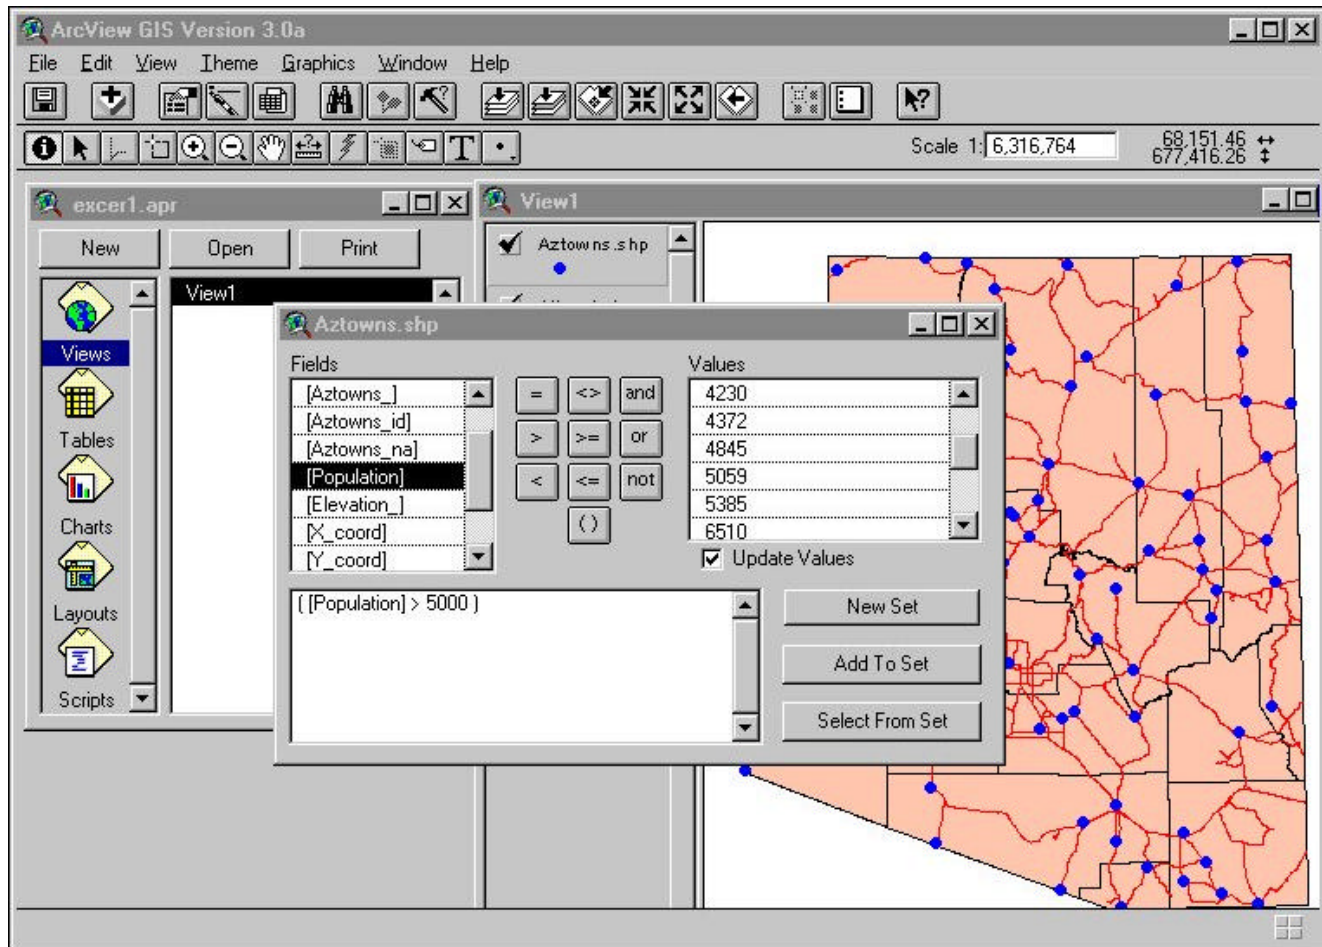 ArcView GIS Version 3.0a
File Edit View Theme Graphics Window Help
Scale 1: 6,316,764
68,151.46
677,416.26
excer1.apr
New Open Print
Views
Tables
Charts
Layouts
Scripts
View1
View1
Aztowns.shp
Aztowns.shp
Fields
[Aztowns_]
[Aztowns_id]
[Aztowns_na]
[Population]
[Elevation_]
[X_coord]
[Y_coord]
= <> and
> >= or
< <= not
( )
Values
4230
4372
4845
5059
5385
6510
Update Values
( [Population] > 5000 )
New Set
Add To Set
Select From Set